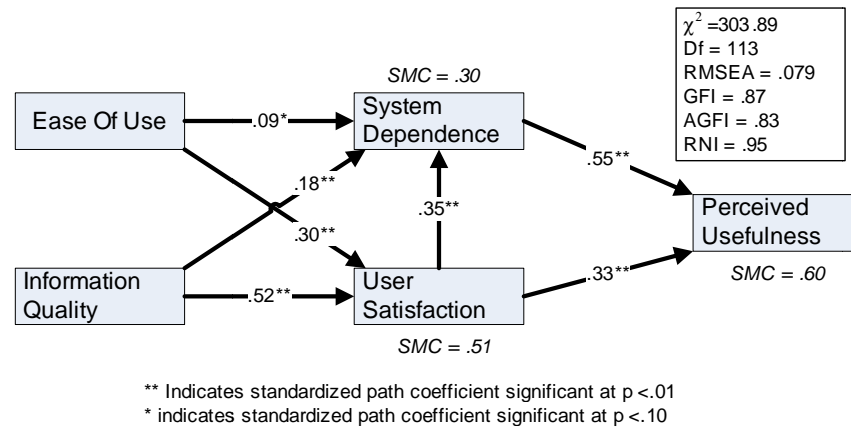 χ² =303.89
Df = 113
RMSEA = .079
GFI = .87
AGFI = .83
RNI = .95
SMC = .30
Ease Of Use
.09*
System
Dependence
.18**
.55**
.35**
.30**
Perceived
Usefulness
SMC = .60
Information
Quality
.52**
User
Satisfaction
.33**
SMC = .51
** Indicates standardized path coefficient significant at p <.01
* indicates standardized path coefficient significant at p <.10